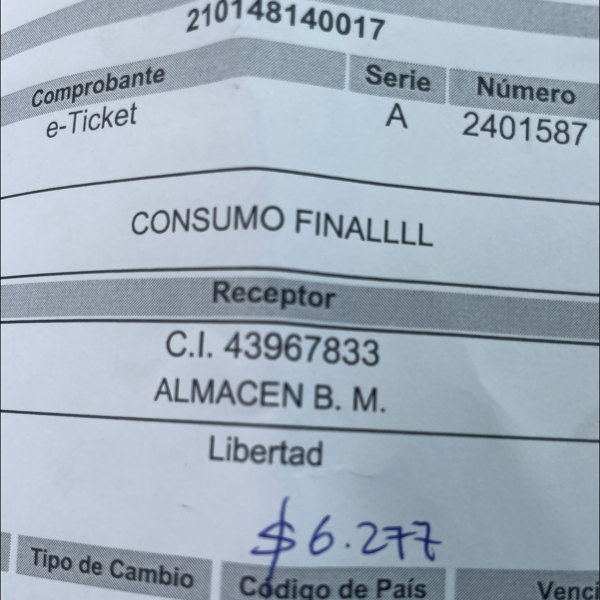 210148140017
Comprobante Serie Número
e-Ticket A 2401587
CONSUMO FINALLLL
Receptor
C.I. 43967833
ALMACEN B. M.
Libertad
$ 6.277
Tipo de Cambio Código de País Venci